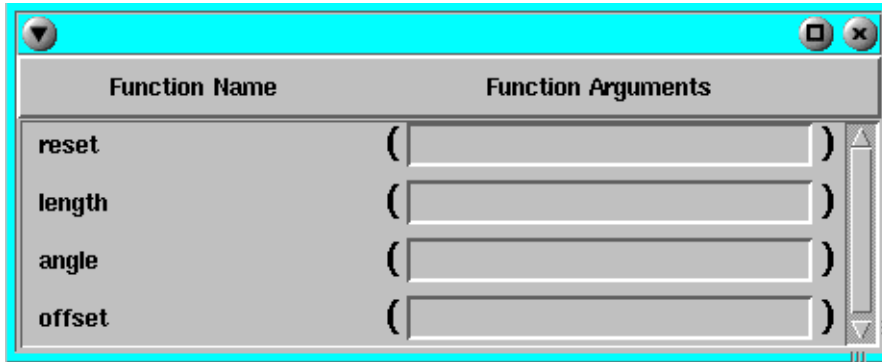 Function Name Function Arguments
reset ( )
length ( )
angle ( )
offset ( )